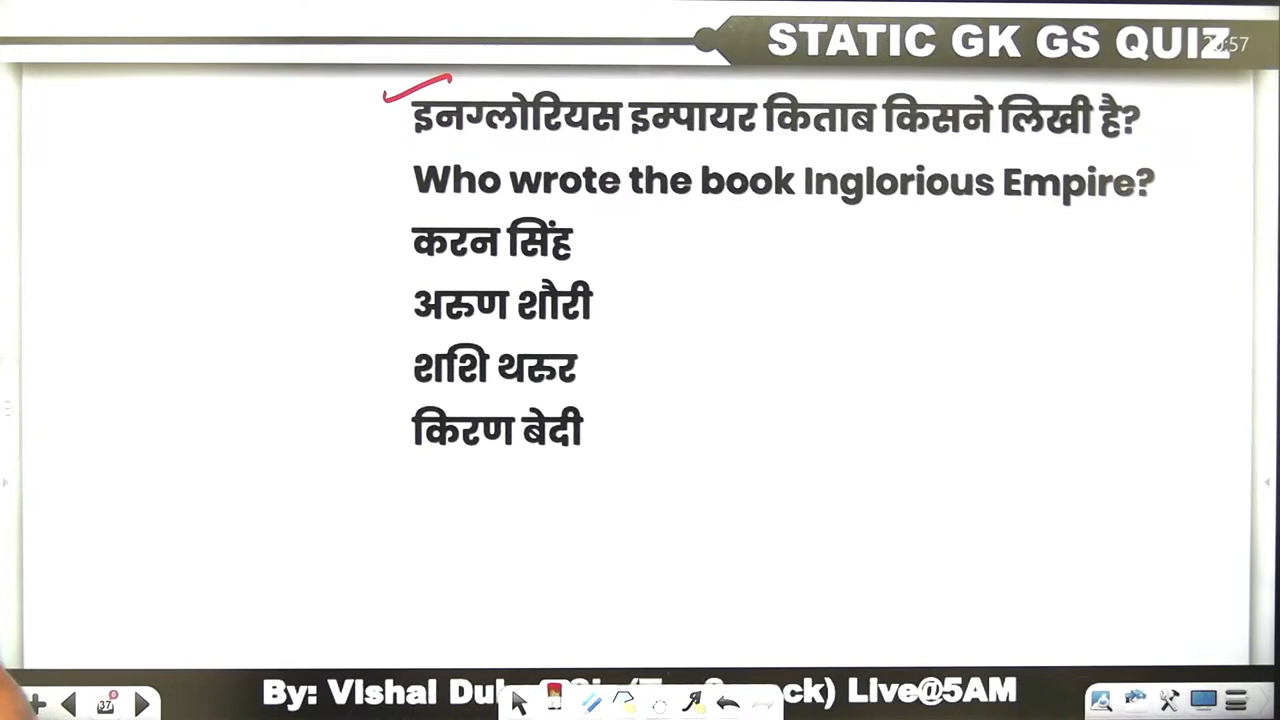 STATIC GK GS QUIZ
इनग्लोरियस इम्पायर किताब किसने लिखी है?
Who wrote the book Inglorious Empire?
करन सिंह
अरुण शौरी
शशि थरुर
किरण बेदी
By: VIshal Live@5AM
37